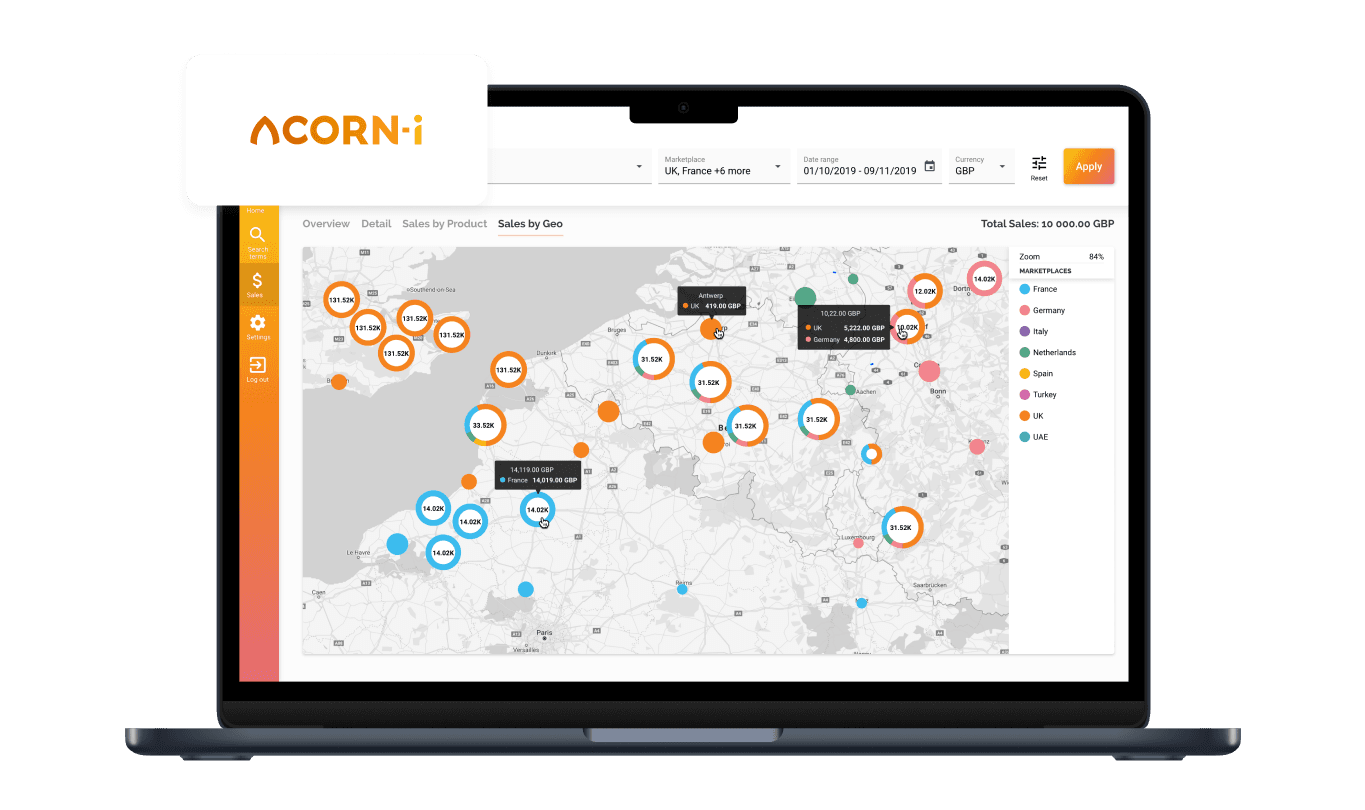 ACORN-i
Marketplace
UK, France +6 more
Date range
01/10/2019 - 09/11/2019
Currency
GBP
Reset
Apply
Home
Search
terms
Sales
Settings
Log out
Overview
Detail
Sales by Product
Sales by Geo
Total Sales: 10 000.00 GBP
Zoom
84%
MARKETPLACES
France
Germany
Italy
Netherlands
Spain
Turkey
UK
UAE
131.52K
Southend-on-Sea
131.52K
131.52K
131.52K
131.52K
131.52K
Dunkirk
Bruges
Antwerp
UK 419.00 GBP
10,22.00 GBP
UK 5,222.00 GBP
Germany 4,800.00 GBP
12.02K
14.02K
10.02K
31.52K
31.52K
31.52K
31.52K
33.52K
Aachen
Bonn
14,119.00 GBP
France 14,019.00 GBP
14.02K
14.02K
14.02K
14.02K
31.52K
Luxembourg
Le Havre
Caen
Reims
Saarbrücken
Paris
Versailles